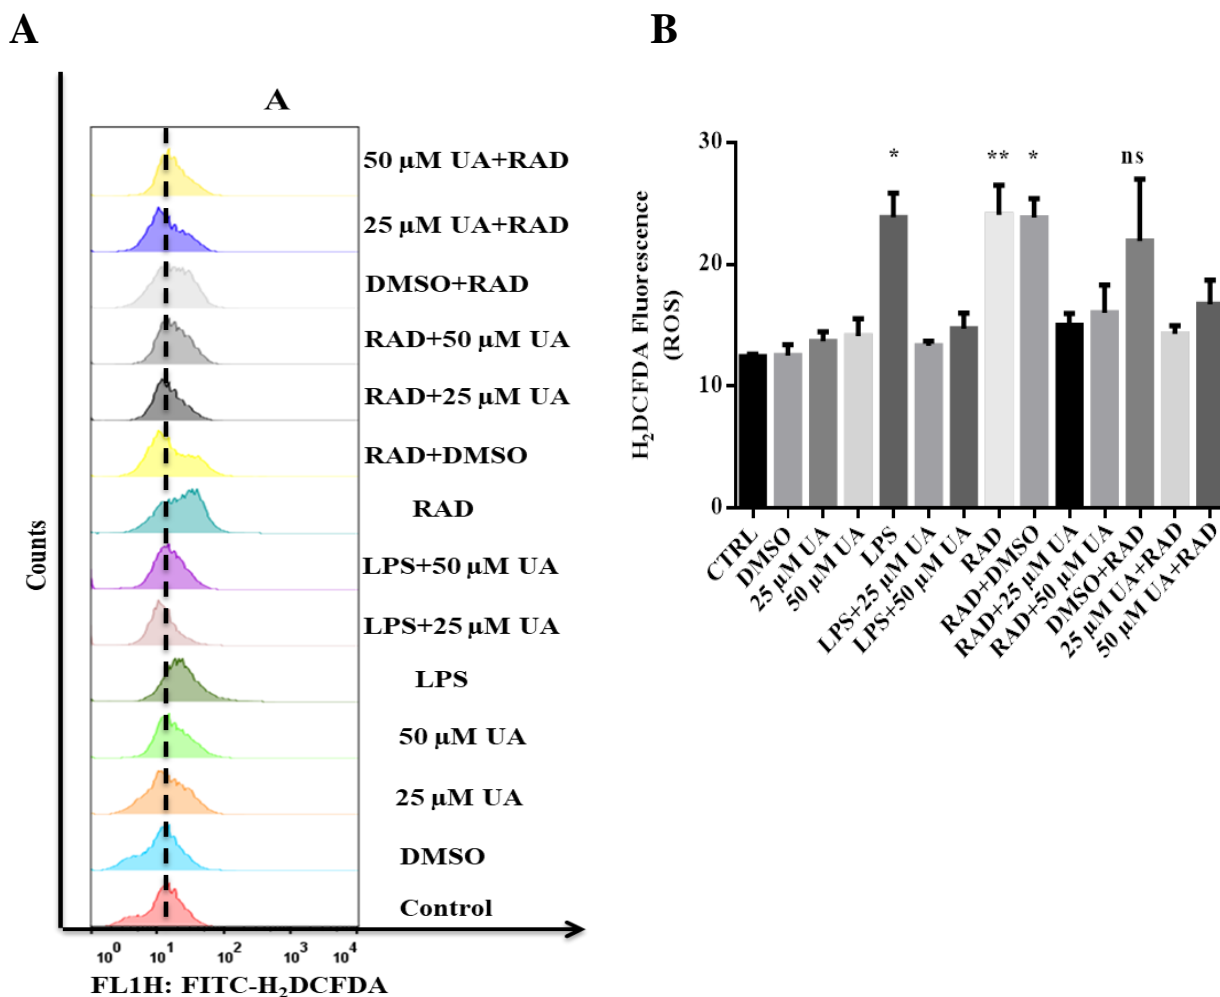 A
A
50 μM UA+RAD
25 μM UA+RAD
DMSO+RAD
RAD+50 μM UA
RAD+25 μM UA
RAD+DMSO
RAD
LPS+50 μM UA
LPS+25 μM UA
LPS
50 μM UA
25 μM UA
DMSO
Control
Counts
10⁰ 10¹ 10² 10³ 10⁴
FL1H: FITC-H₂DCFDA
B
H₂DCFDA Fluorescence
(ROS)
30
20
10
0
* ** * ns
CTRL
DMSO
25 μM UA
50 μM UA
LPS
LPS+25 μM UA
LPS+50 μM UA
RAD
RAD+DMSO
RAD+25 μM UA
RAD+50 μM UA
DMSO+RAD
25 μM UA+RAD
50 μM UA+RAD